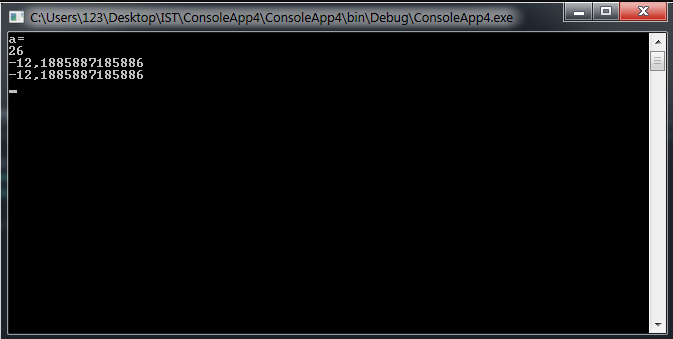 C:\Users\123\Desktop\IST\ConsoleApp4\ConsoleApp4\bin\Debug\ConsoleApp4.exe
a=
26
-12,1885887185886
-12,1885887185886